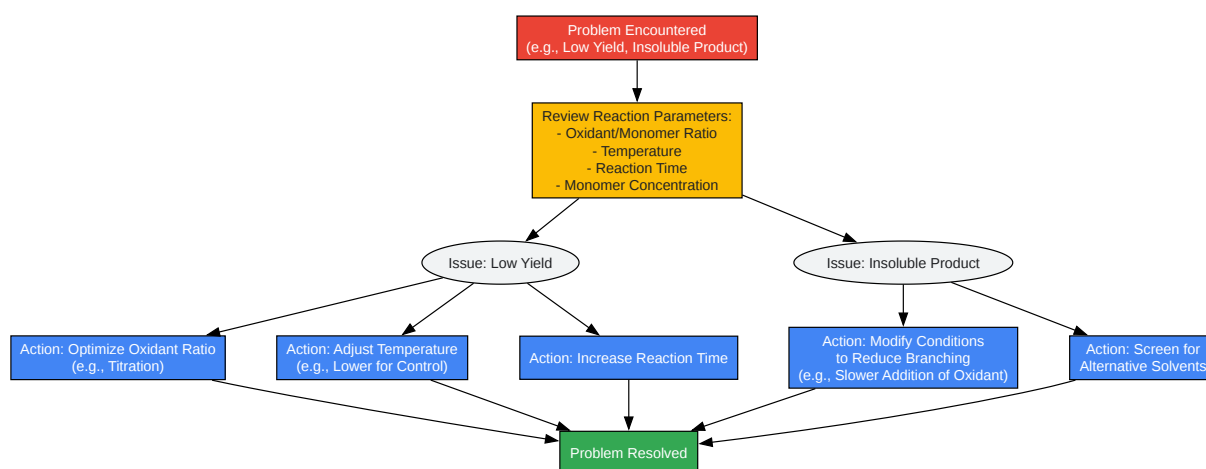 Problem Encountered
(e.g., Low Yield, Insoluble Product)
Review Reaction Parameters:
- Oxidant/Monomer Ratio
- Temperature
- Reaction Time
- Monomer Concentration
Issue: Low Yield
Issue: Insoluble Product
Action: Optimize Oxidant Ratio
(e.g., Titration)
Action: Adjust Temperature
(e.g., Lower for Control)
Action: Increase Reaction Time
Action: Modify Conditions
to Reduce Branching
(e.g., Slower Addition of Oxidant)
Action: Screen for
Alternative Solvents
Problem Resolved